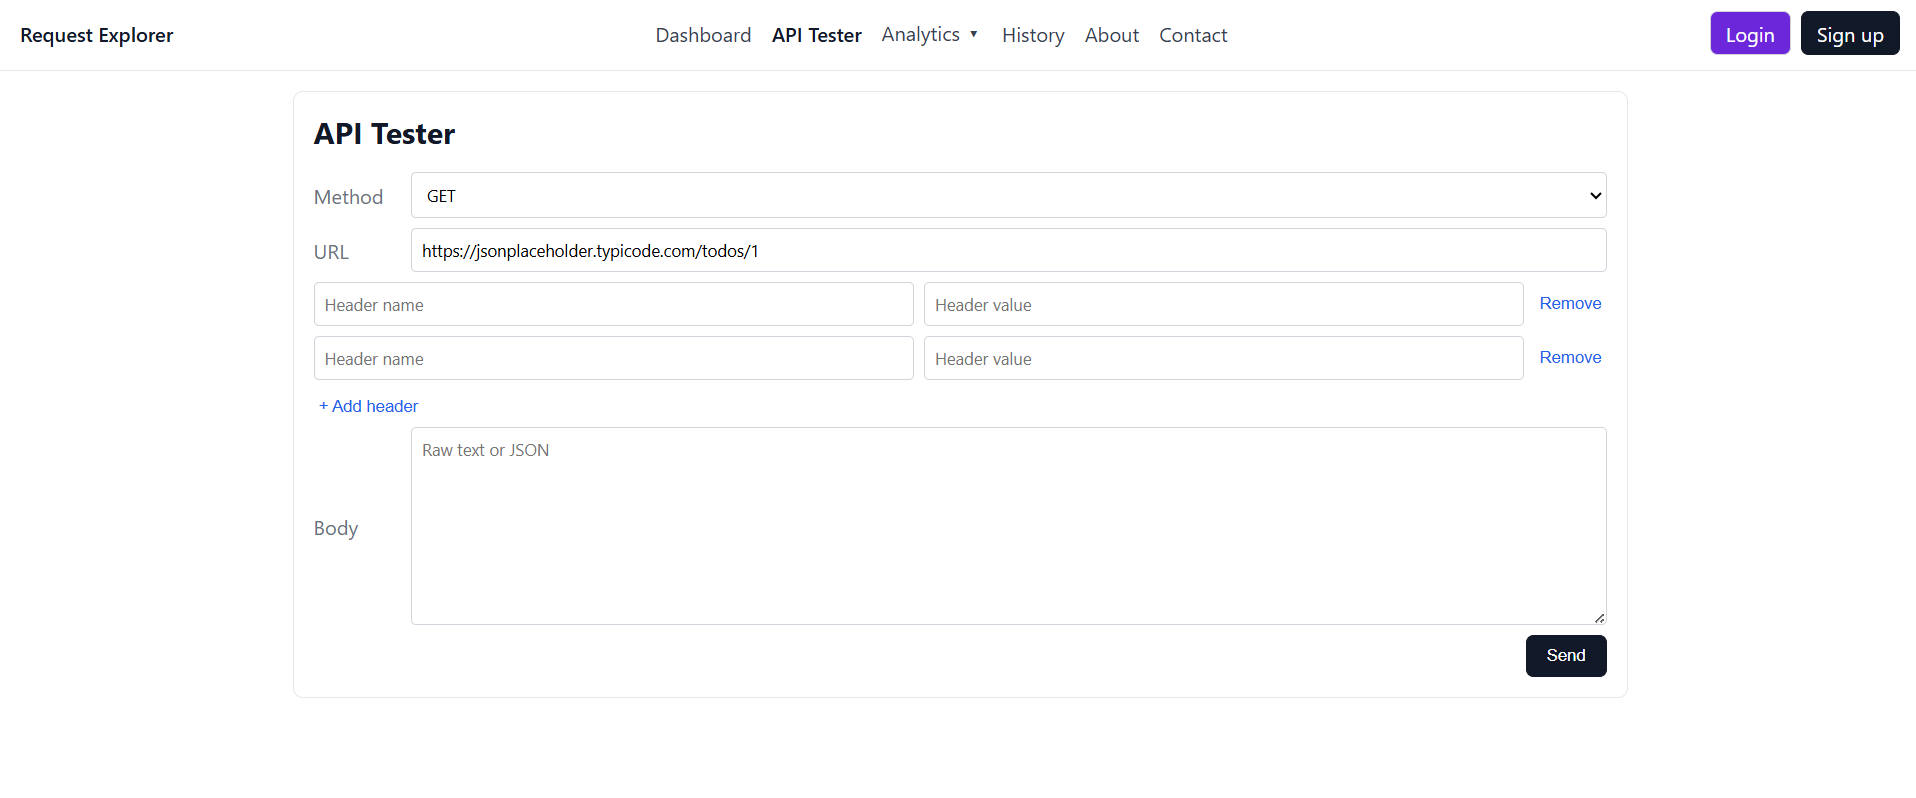 Request Explorer Dashboard API Tester Analytics ▼ History About Contact Login Sign up
API Tester
Method GET
URL https://jsonplaceholder.typicode.com/todos/1
Header name Header value Remove
Header name Header value Remove
+ Add header
Raw text or JSON
Body
Send